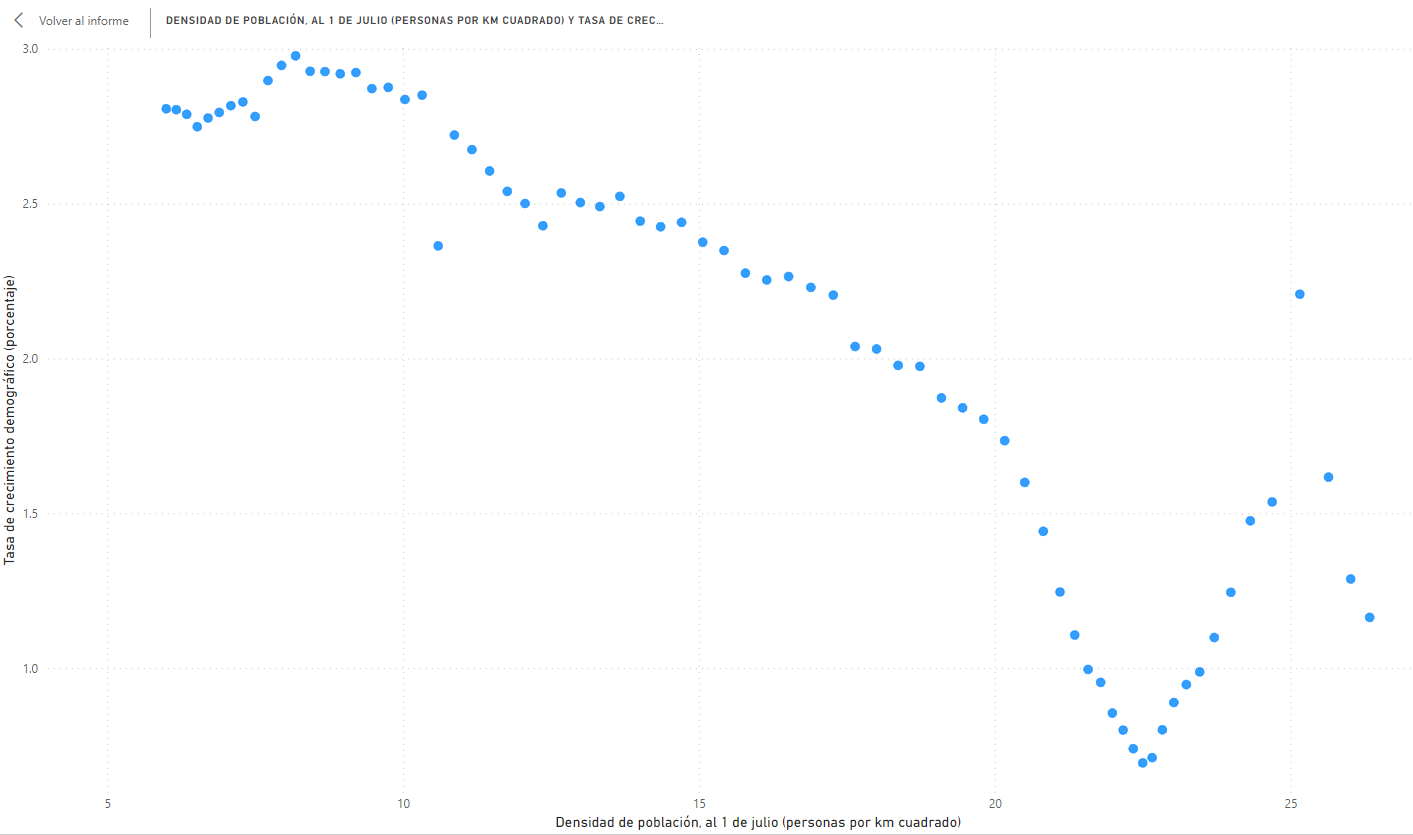 Volver al informe
DENSIDAD DE POBLACIÓN, AL 1 DE JULIO (PERSONAS POR KM CUADRADO) Y TASA DE CREC...
3.0
2.5
2.0
1.5
1.0
Tasa de crecimiento demográfico (porcentaje)
5 10 15 20 25
Densidad de población, al 1 de julio (personas por km cuadrado)